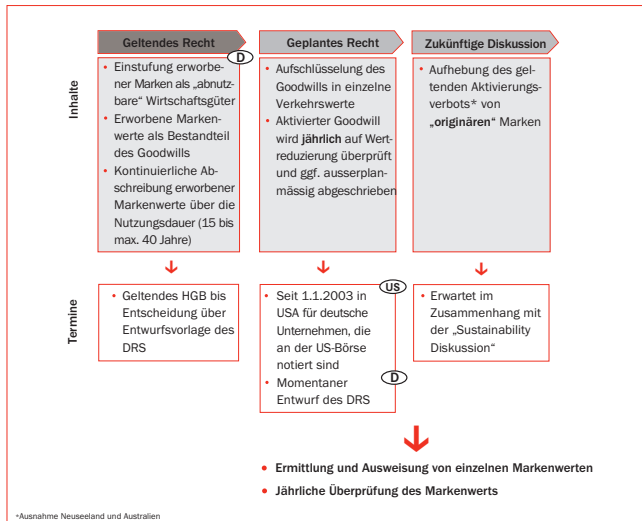 Geltendes Recht
D
Inhalte
• Einstufung erworbe-
ner Marken als „abnutz-
bare“ Wirtschaftsgüter
• Erworbene Marken-
werte als Bestandteil
des Goodwills
• Kontinuierliche Ab-
schreibung erworbener
Markenwerte über die
Nutzungsdauer (15 bis
max. 40 Jahre)
Geplantes Recht
• Aufschlüsselung des
Goodwills in einzelne
Verkehrswerte
• Aktivierter Goodwill
wird jährlich auf Wert-
reduzierung überprüft
und ggf. ausserplan-
mässig abgeschrieben
Zukünftige Diskussion
• Aufhebung des gel-
tenden Aktivierungs-
verbots* von
„originären“ Marken
Termine
• Geltendes HGB bis
Entscheidung über
Entwurfsvorlage des
DRS
US
• Seit 1.1.2003 in
USA für deutsche
Unternehmen, die
an der US-Börse
notiert sind
D
• Momentaner
Entwurf des DRS
• Erwartet im
Zusammenhang mit
der „Sustainability
Diskussion“
• Ermittlung und Ausweisung von einzelnen Markenwerten
• Jährliche Überprüfung des Markenwerts
*Ausnahme Neuseeland und Australien